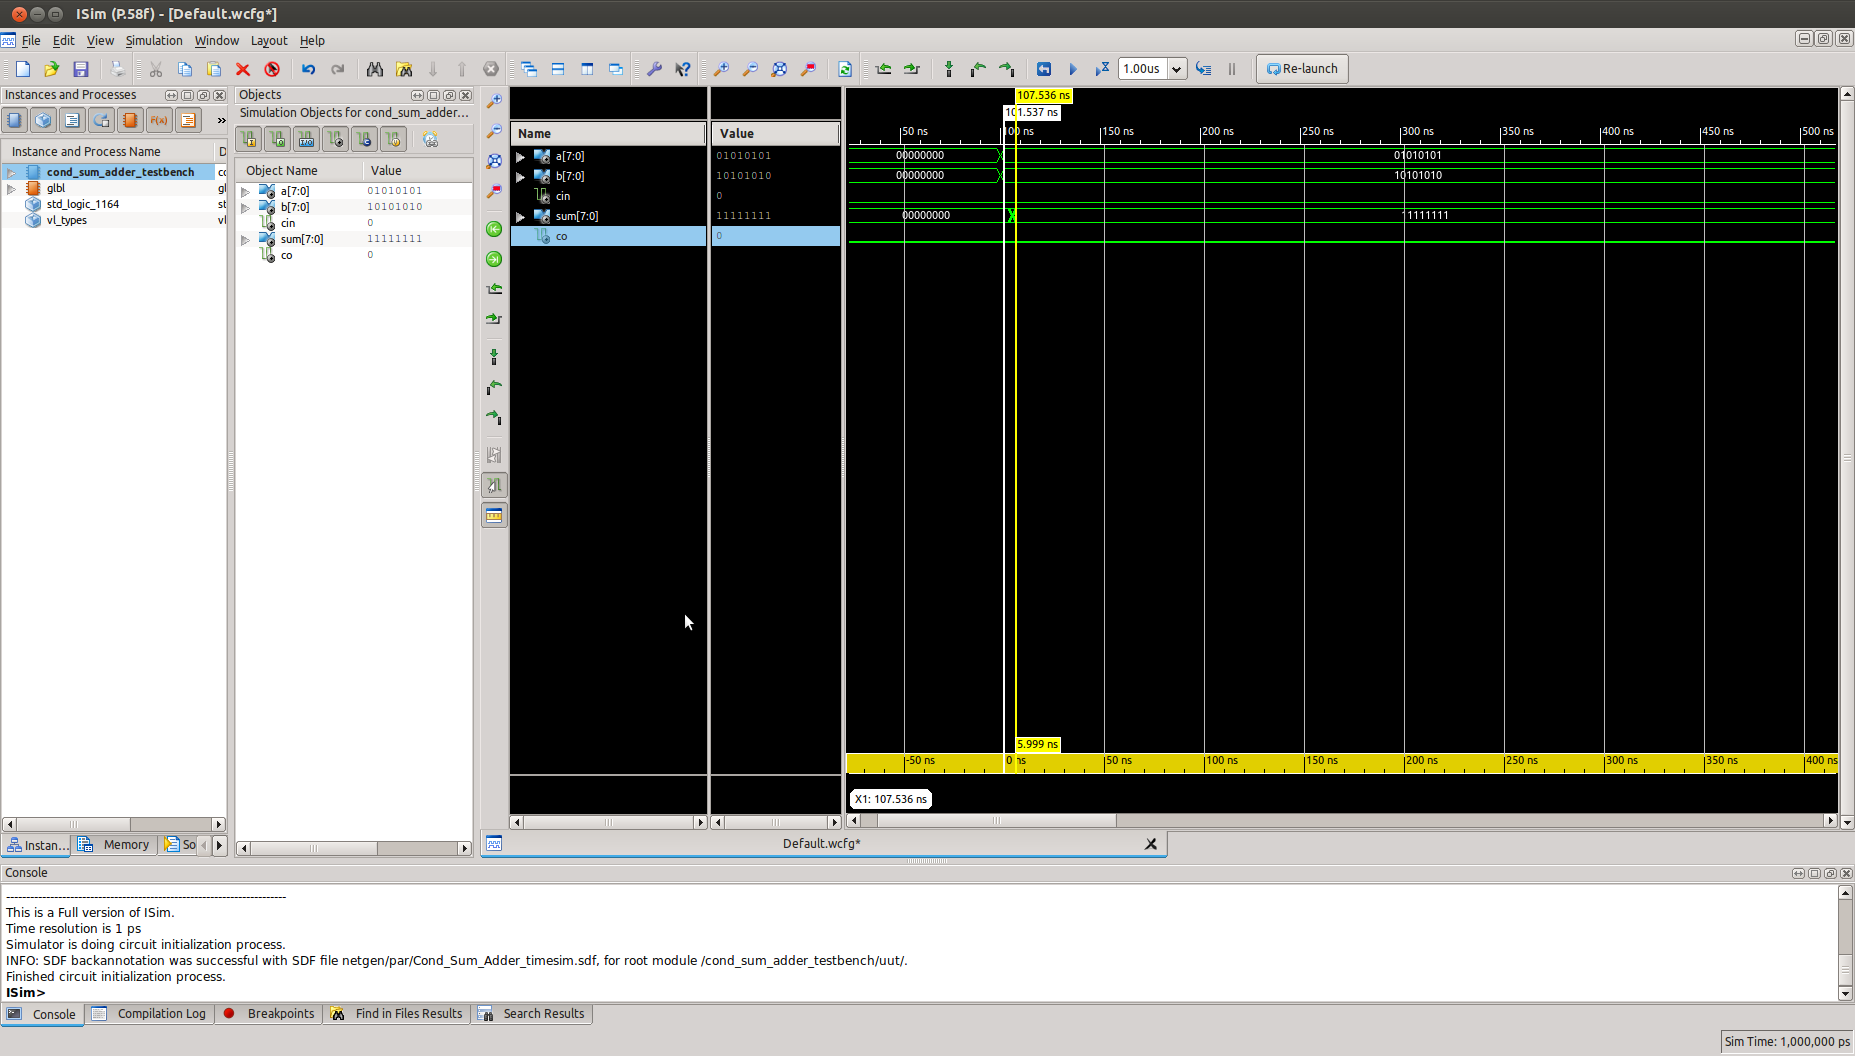 ISim (P.58f) - [Default.wcfg*]
File Edit View Simulation Window Layout Help
1.00us
Re-launch
Instances and Processes
Instance and Process Name
cond_sum_adder_testbench
glbl
std_logic_1164
vl_types
D
cc
gl
st
vl
Instan...
Memory
So
Objects
Simulation Objects for cond_sum_adder...
Object Name Value
a[7:0] 01010101
b[7:0] 10101010
cin 0
sum[7:0] 11111111
co 0
Name Value
a[7:0] 01010101
b[7:0] 10101010
cin 0
sum[7:0] 11111111
co 0
107.536 ns
101.537 ns
50 ns 100 ns 150 ns 200 ns 250 ns 300 ns 350 ns 400 ns 450 ns 500 ns
00000000 01010101
00000000 10101010
00000000 11111111
5.999 ns
-50 ns 0 ns 50 ns 100 ns 150 ns 200 ns 250 ns 300 ns 350 ns 400 ns
X1: 107.536 ns
Default.wcfg*
Console
This is a Full version of ISim.
Time resolution is 1 ps
Simulator is doing circuit initialization process.
INFO: SDF backannotation was successful with SDF file netgen/par/Cond_Sum_Adder_timesim.sdf, for root module /cond_sum_adder_testbench/uut/.
Finished circuit initialization process.
ISim>
Console Compilation Log Breakpoints Find in Files Results Search Results
Sim Time: 1,000,000 ps